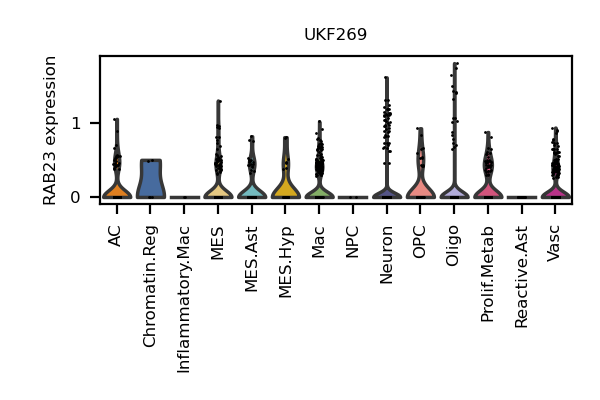 UKF269
RAB23 expression
1
0
AC
Chromatin.Reg
Inflammatory.Mac
MES
MES.Ast
MES.Hyp
Mac
NPC
Neuron
OPC
Oligo
Prolif.Metab
Reactive.Ast
Vasc